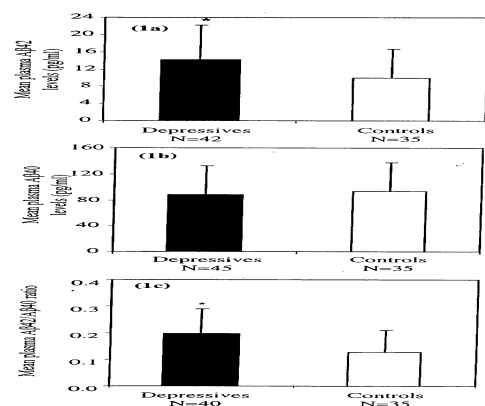 Mean plasma Aβ42
levels (pg/ml)
24
20
16
12
8
4
0
(1a)
*
Depressives
N=42
Controls
N=35
Mean plasma Aβ40
levels (pg/ml)
160
120
80
40
0
(1b)
Depressives
N=45
Controls
N=35
Mean plasma Aβ42/Aβ40 ratio
0.4
0.3
0.2
0.1
0.0
(1c)
*
Depressives
N=40
Controls
N=35